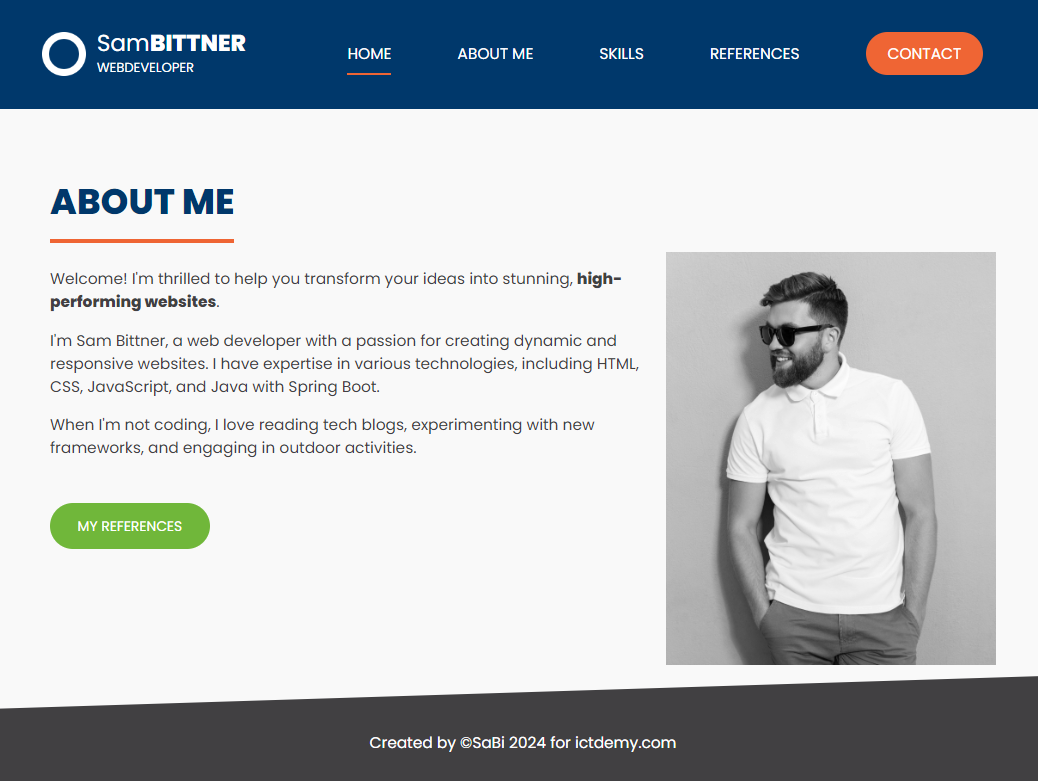 SamBITTNER
WEBDEVELOPER
HOME
ABOUT ME
SKILLS
REFERENCES
CONTACT
ABOUT ME
Welcome! I'm thrilled to help you transform your ideas into stunning, high-
performing websites.
I'm Sam Bittner, a web developer with a passion for creating dynamic and
responsive websites. I have expertise in various technologies, including HTML,
CSS, JavaScript, and Java with Spring Boot.
When I'm not coding, I love reading tech blogs, experimenting with new
frameworks, and engaging in outdoor activities.
MY REFERENCES
Created by ©SaBi 2024 for ictdemy.com